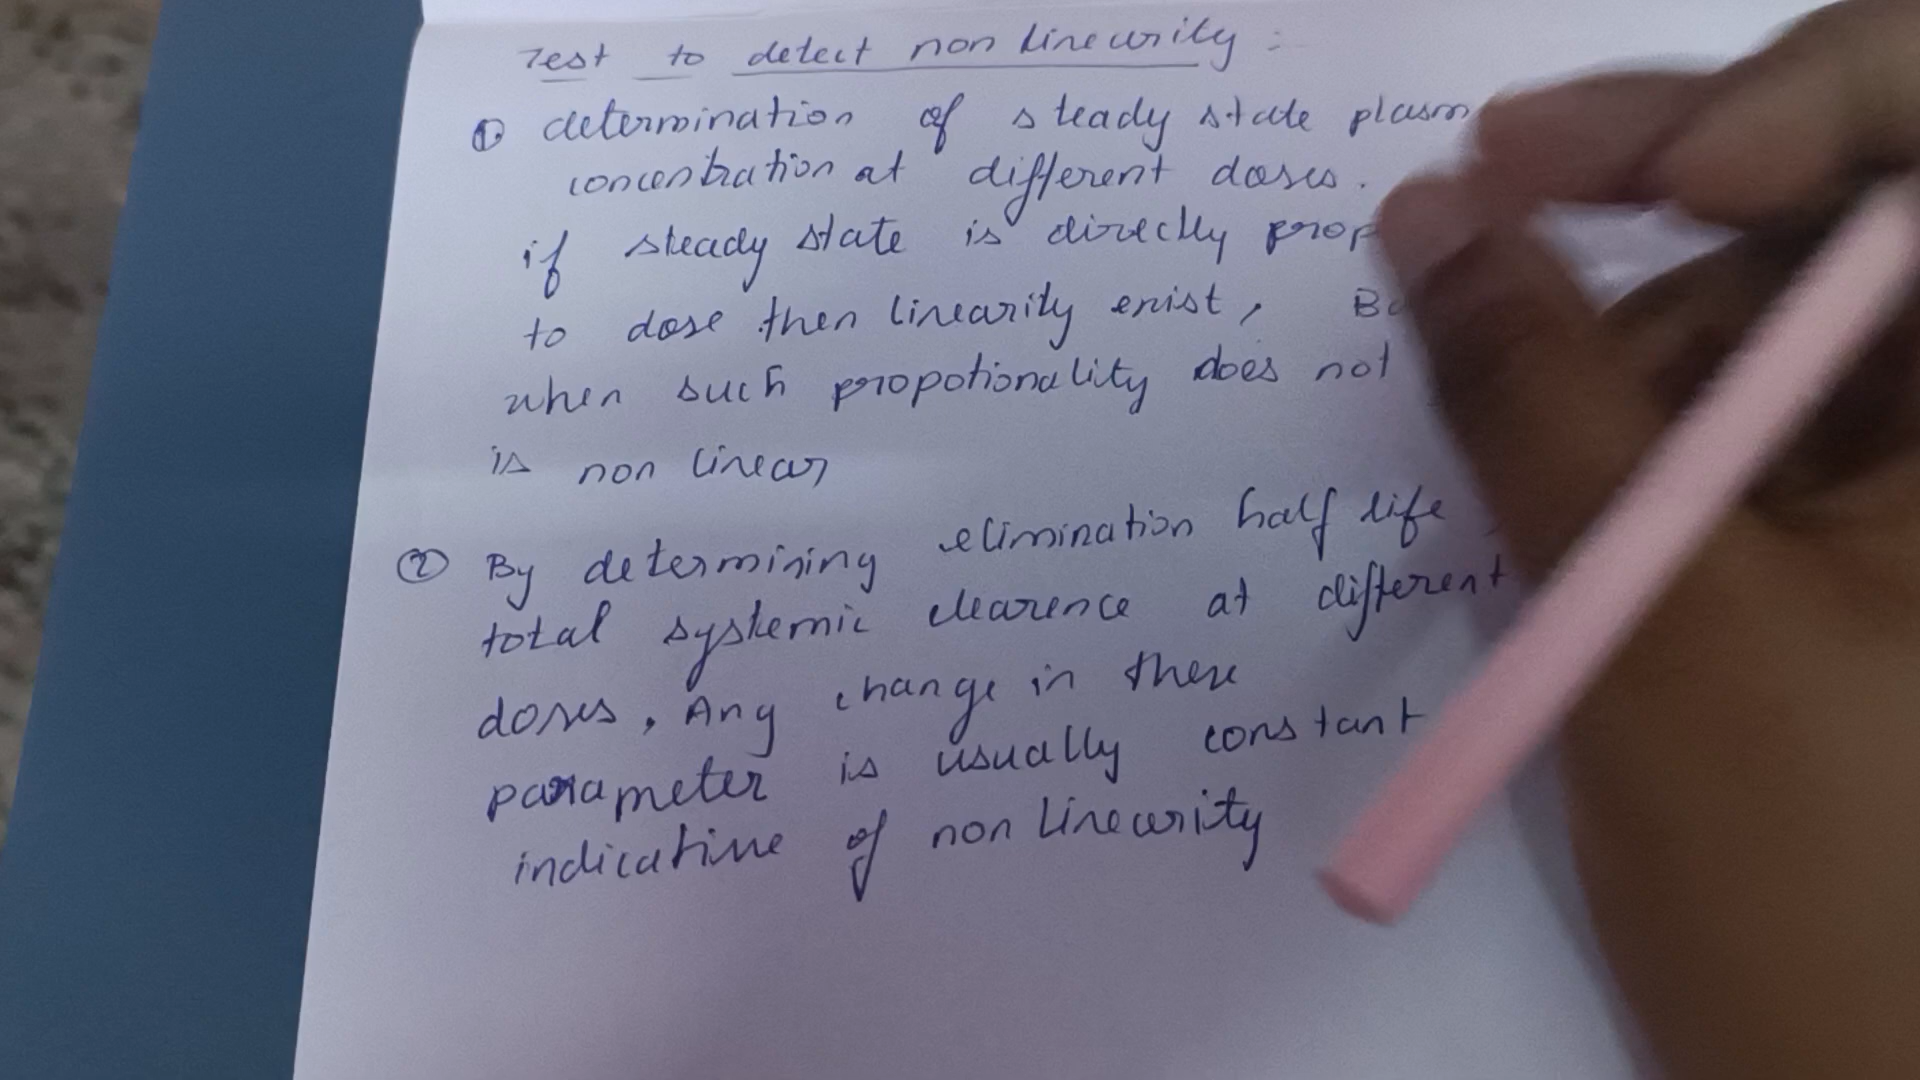 Test to detect non linearity :
① determination of steady state plasm
concentration at different doses.
if steady state is directly prop
to dose then linearity exist,
when such propotionality does not
is non linear
② By determining elimination half life
total systemic clearence at different
doses, Any change in these
parameter is usually constant
indicative of non linearity